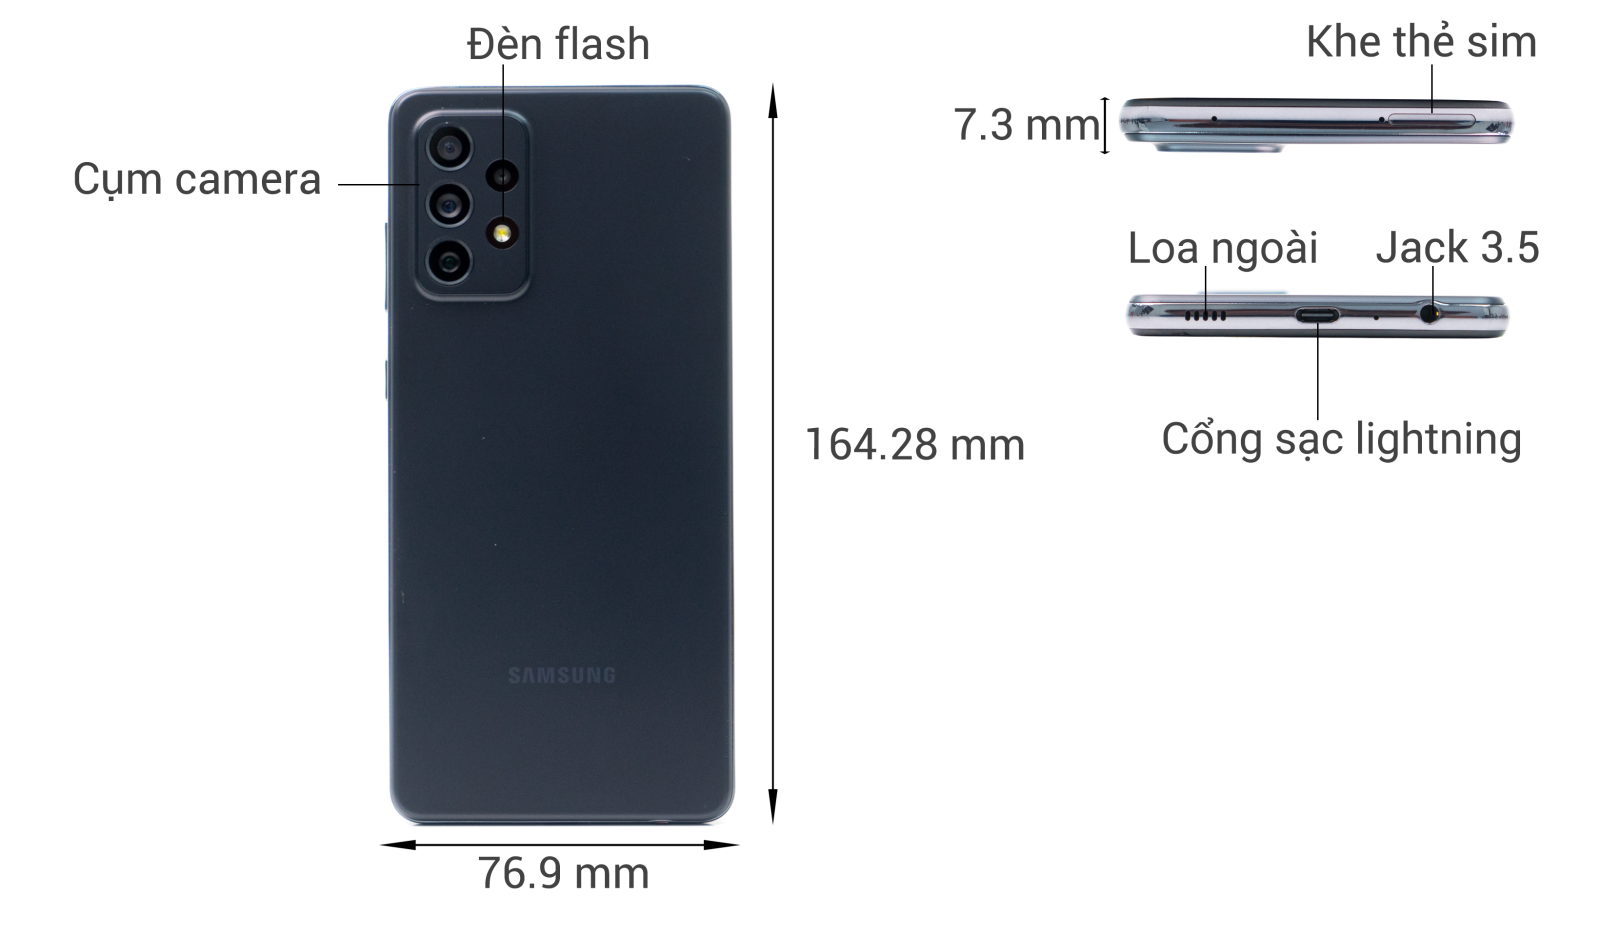 Đèn flash
Cụm camera
SAMSUNG
164.28 mm
76.9 mm
Khe thẻ sim
7.3 mm
Loa ngoài
Jack 3.5
Cổng sạc lightning